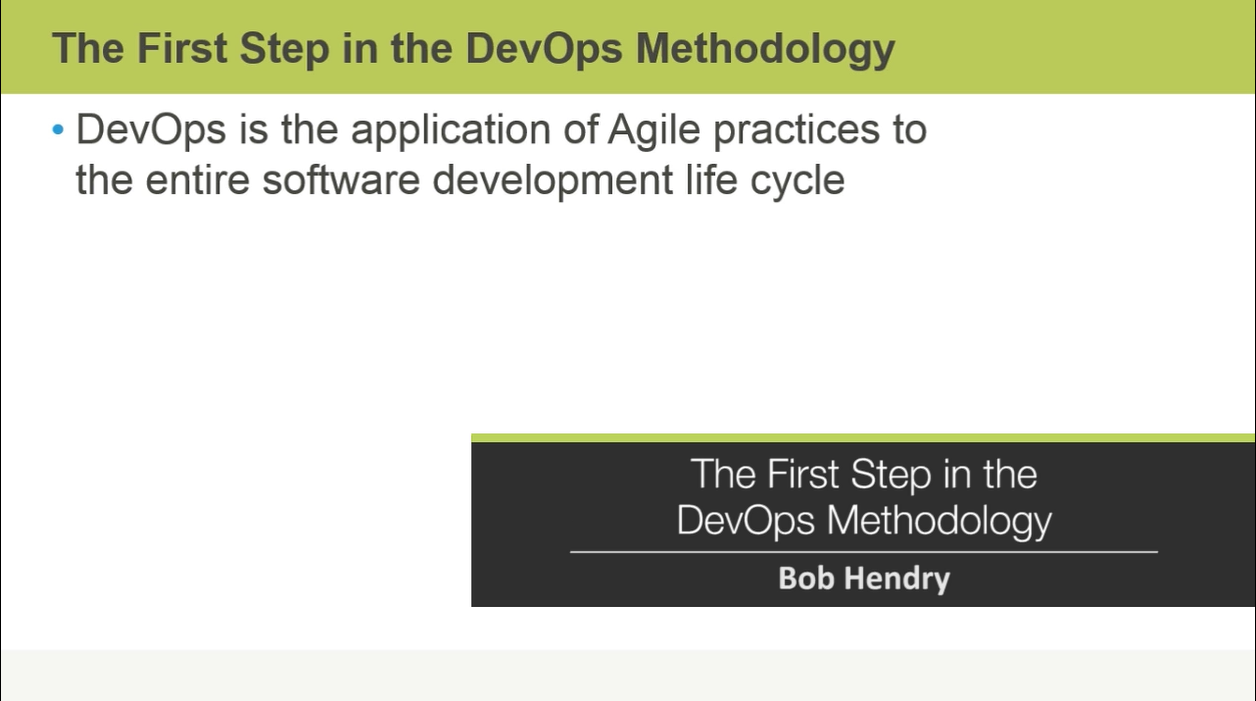 The First Step in the DevOps Methodology
• DevOps is the application of Agile practices to
the entire software development life cycle
The First Step in the
DevOps Methodology
Bob Hendry